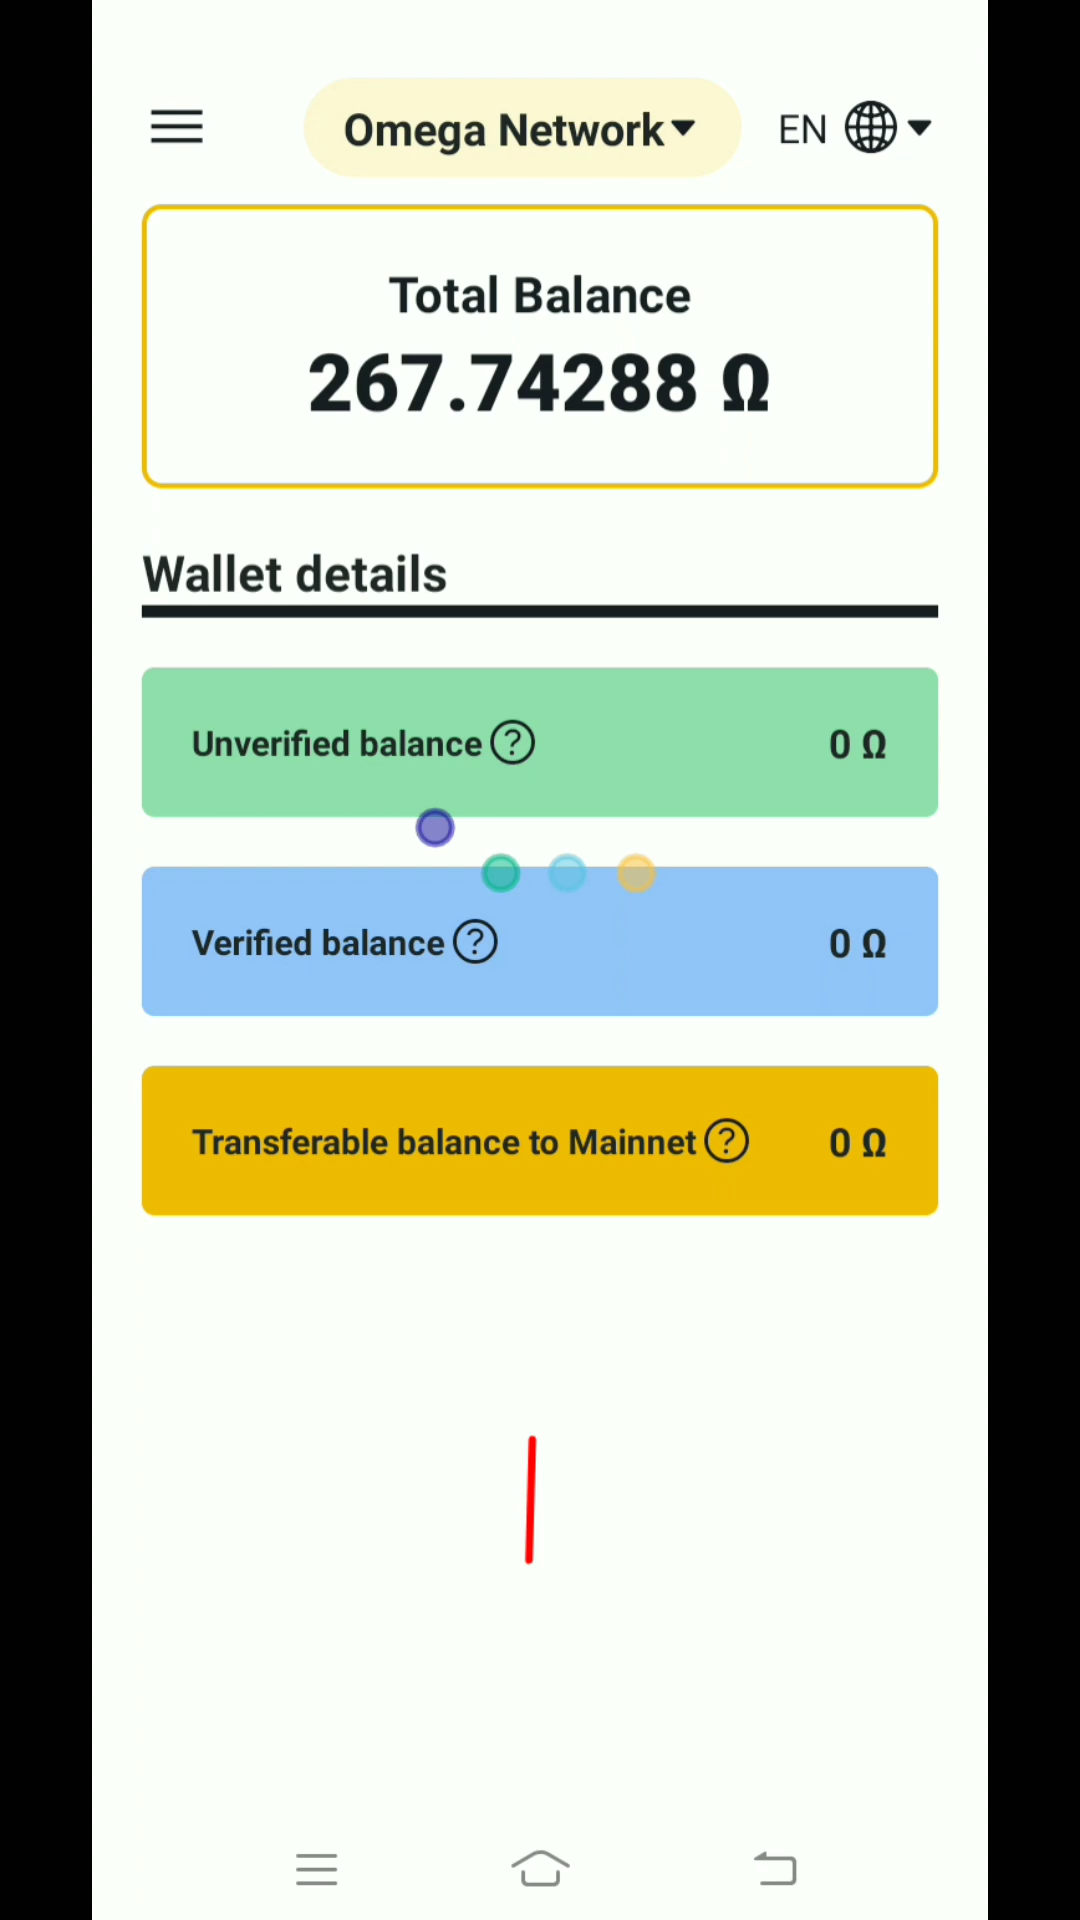 Omega Network
EN
Total Balance
267.74288 Ω
Wallet details
Unverified balance ? 0 Ω
Verified balance ? 0 Ω
Transferable balance to Mainnet ? 0 Ω